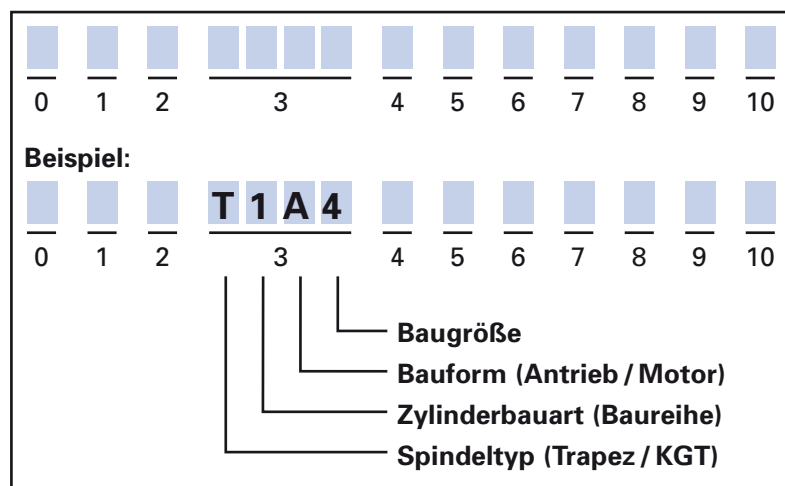 0 1 2 3 4 5 6 7 8 9 10
Beispiel:
T 1 A 4
0 1 2 3 4 5 6 7 8 9 10
Baugröße
Bauform (Antrieb / Motor)
Zylinderbauart (Baureihe)
Spindeltyp (Trapez / KGT)